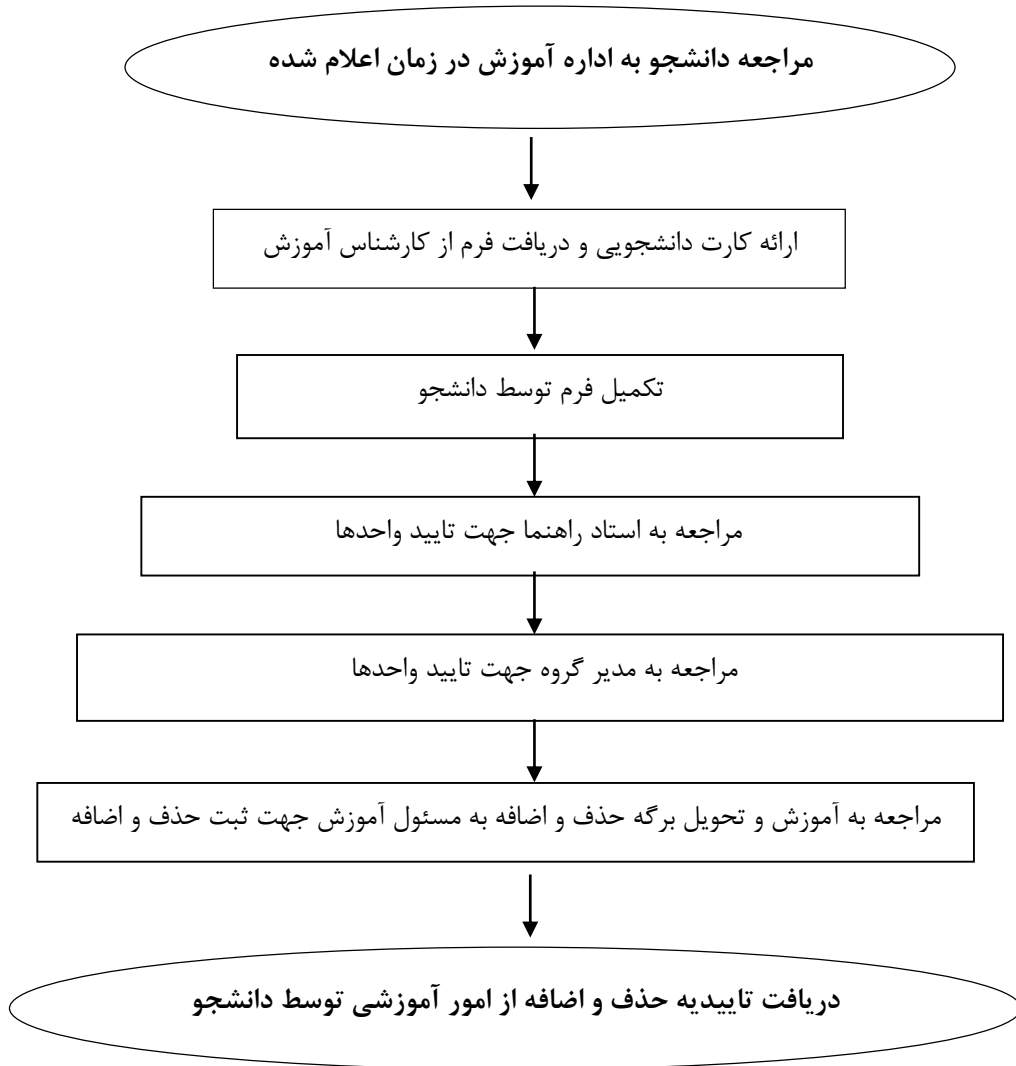 مراجعه دانشجو به اداره آموزش در زمان اعلام شده
ارائه کارت دانشجویی و دریافت فرم از کارشناس آموزش
تکمیل فرم توسط دانشجو
مراجعه به استاد راهنما جهت تایید واحدها
مراجعه به مدیر گروه جهت تایید واحدها
مراجعه به آموزش و تحویل برگه حذف و اضافه به مسئول آموزش جهت ثبت حذف و اضافه
دریافت تاییدیه حذف و اضافه از امور آموزشی توسط دانشجو